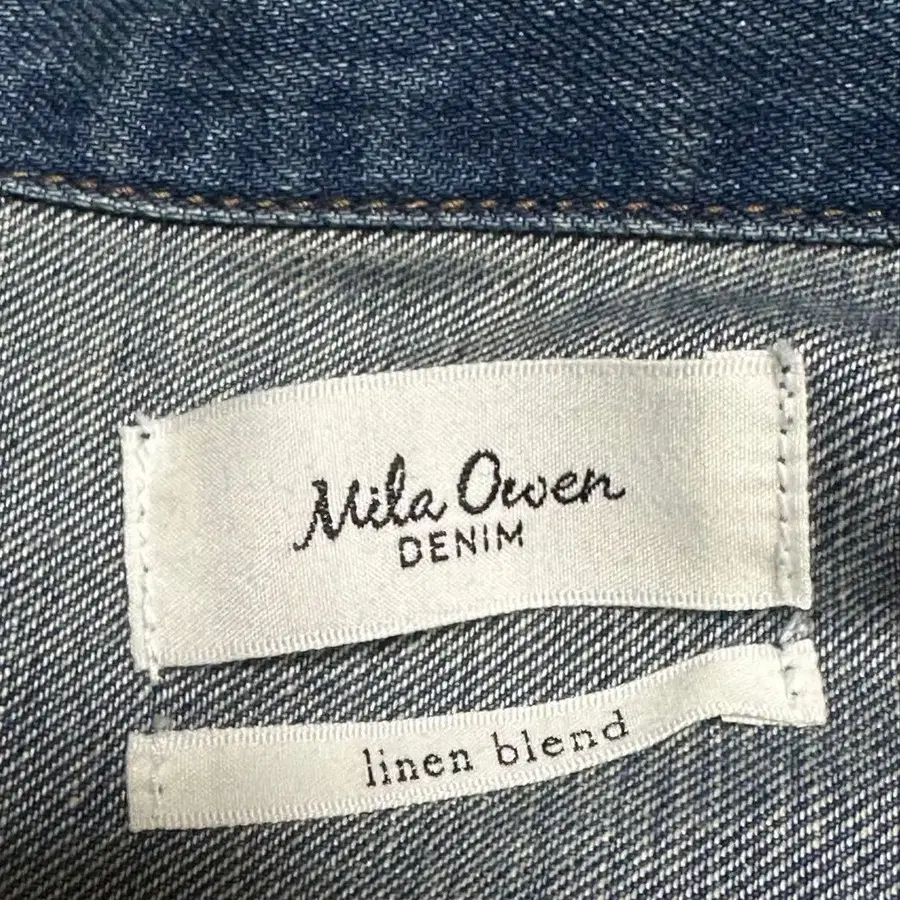 Mila Owen
DENIM
linen blend